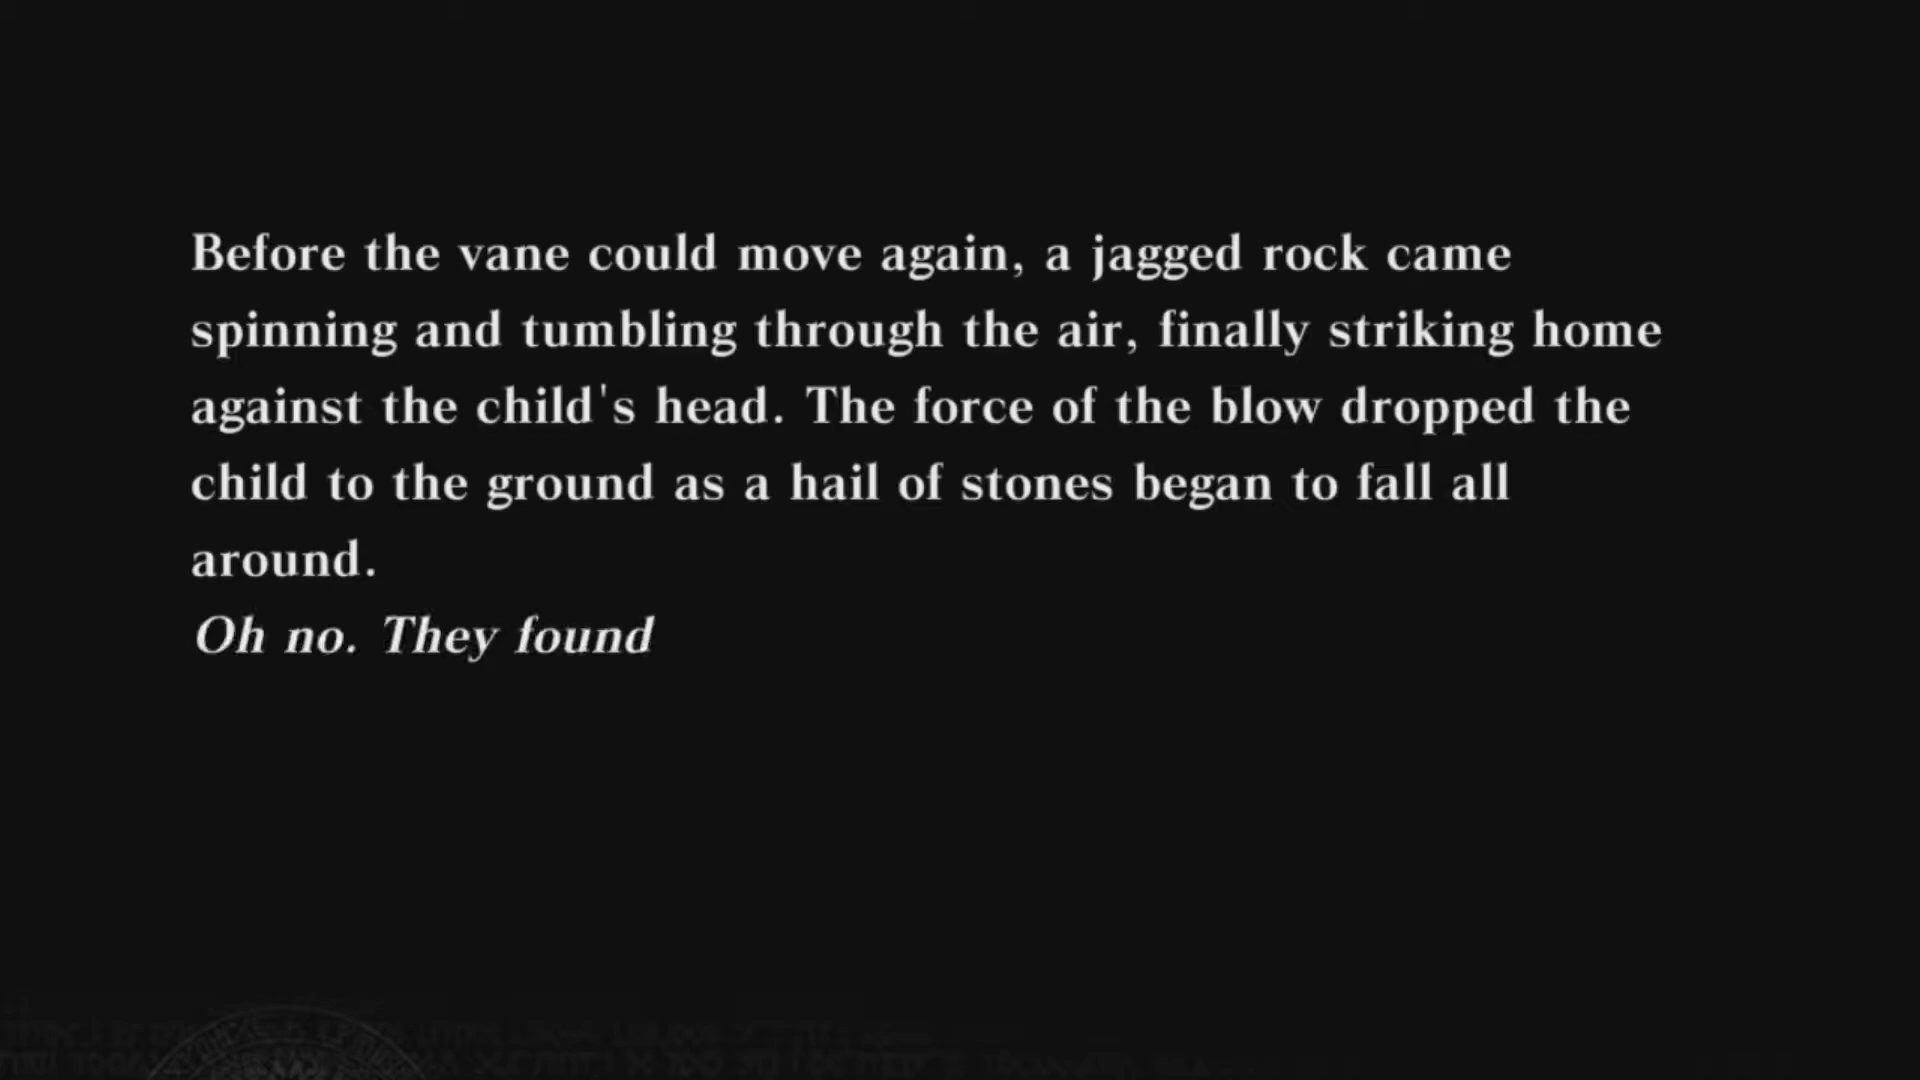 Before the vane could move again, a jagged rock came
spinning and tumbling through the air, finally striking home
against the child's head. The force of the blow dropped the
child to the ground as a hail of stones began to fall all
around.
Oh no. They found